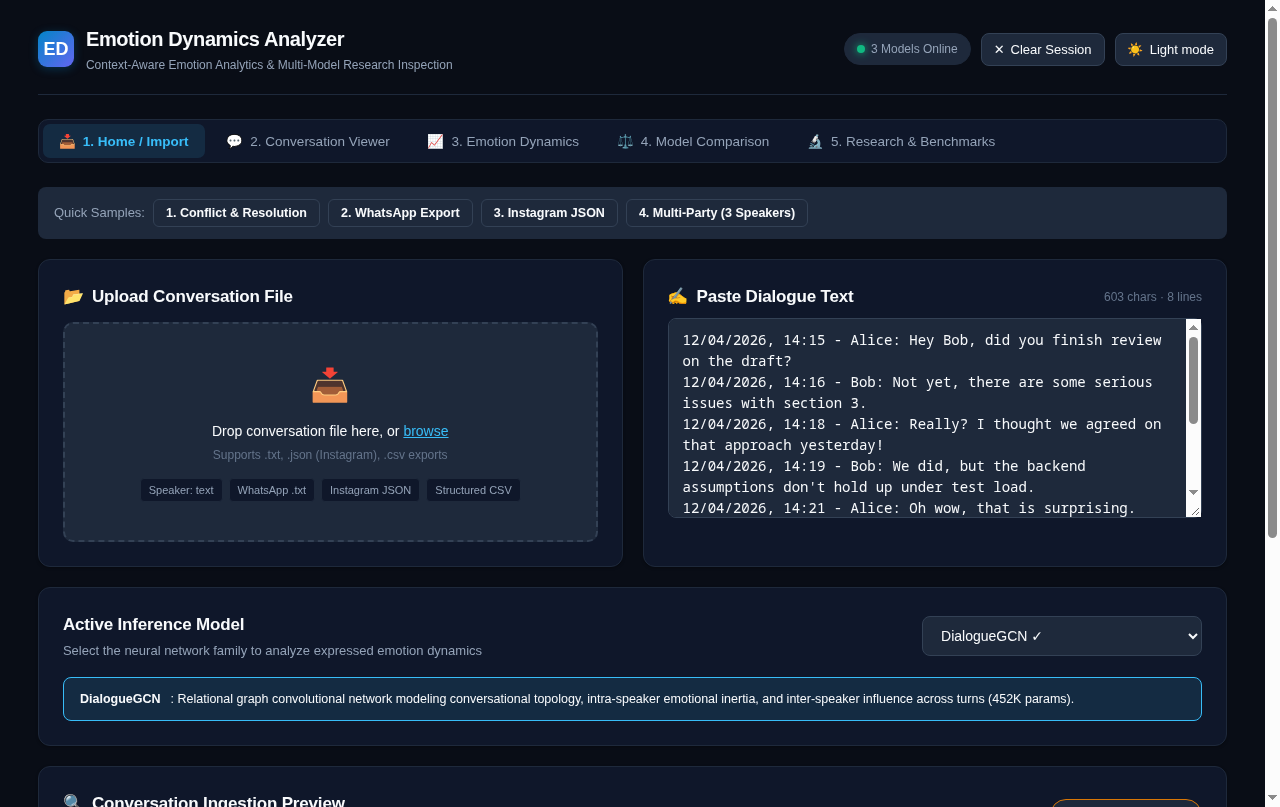 ED
Emotion Dynamics Analyzer
Context-Aware Emotion Analytics & Multi-Model Research Inspection
3 Models Online
✕ Clear Session
☀️ Light mode
📥 1. Home / Import
💬 2. Conversation Viewer
📈 3. Emotion Dynamics
⚖️ 4. Model Comparison
🔬 5. Research & Benchmarks
Quick Samples:
1. Conflict & Resolution
2. WhatsApp Export
3. Instagram JSON
4. Multi-Party (3 Speakers)
📂 Upload Conversation File
Drop conversation file here, or browse
Supports .txt, .json (Instagram), .csv exports
Speaker: text
WhatsApp .txt
Instagram JSON
Structured CSV
✍️ Paste Dialogue Text
603 chars · 8 lines
12/04/2026, 14:15 - Alice: Hey Bob, did you finish review
on the draft?
12/04/2026, 14:16 - Bob: Not yet, there are some serious
issues with section 3.
12/04/2026, 14:18 - Alice: Really? I thought we agreed on
that approach yesterday!
12/04/2026, 14:19 - Bob: We did, but the backend
assumptions don't hold up under test load.
12/04/2026, 14:21 - Alice: Oh wow, that is surprising.
Active Inference Model
Select the neural network family to analyze expressed emotion dynamics
DialogueGCN ✓
DialogueGCN : Relational graph convolutional network modeling conversational topology, intra-speaker emotional inertia, and inter-speaker influence across turns (452K params).
🔍 Conversation Ingestion Preview